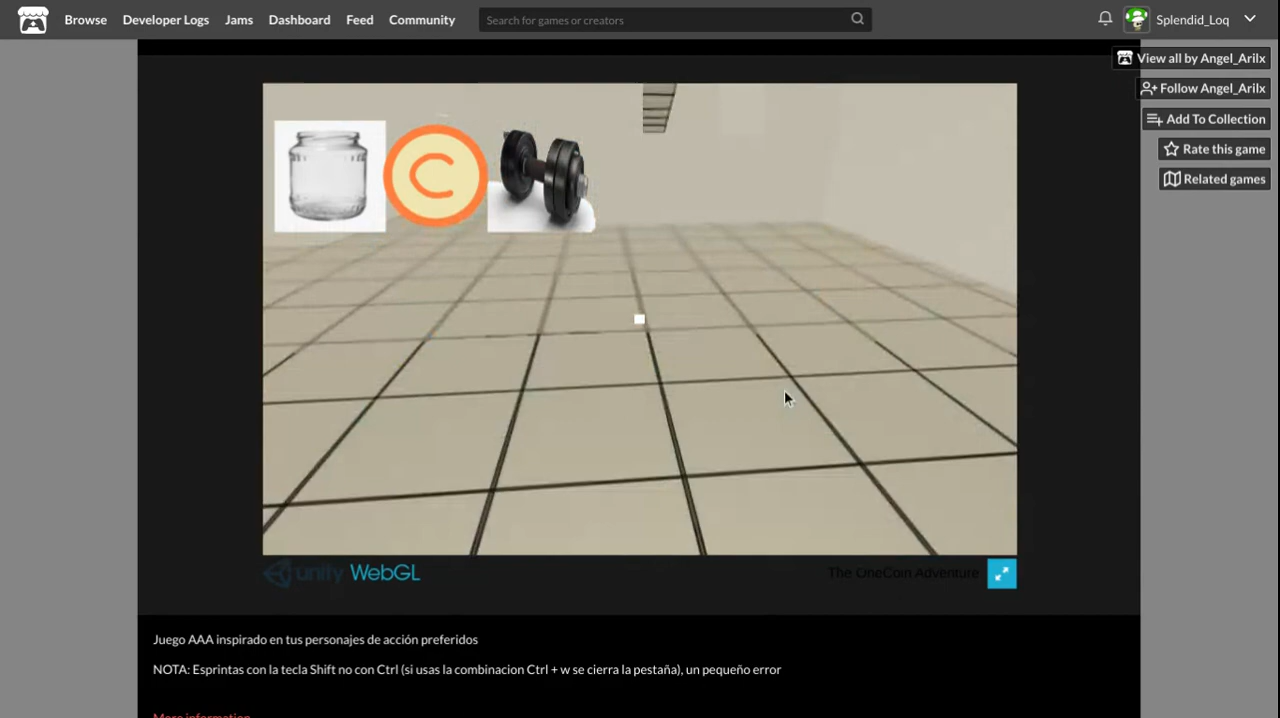 Browse Developer Logs Jams Dashboard Feed Community Search for games or creators Splendid_Loq
View all by Angel_Arilx
Follow Angel_Arilx
Add To Collection
Rate this game
Related games
C
unity WebGL The OneCoin Adventure
Juego AAA inspirado en tus personajes de acción preferidos
NOTA: Esprintas con la tecla Shift no con Ctrl (si usas la combinacion Ctrl + w se cierra la pestaña), un pequeño error
More information